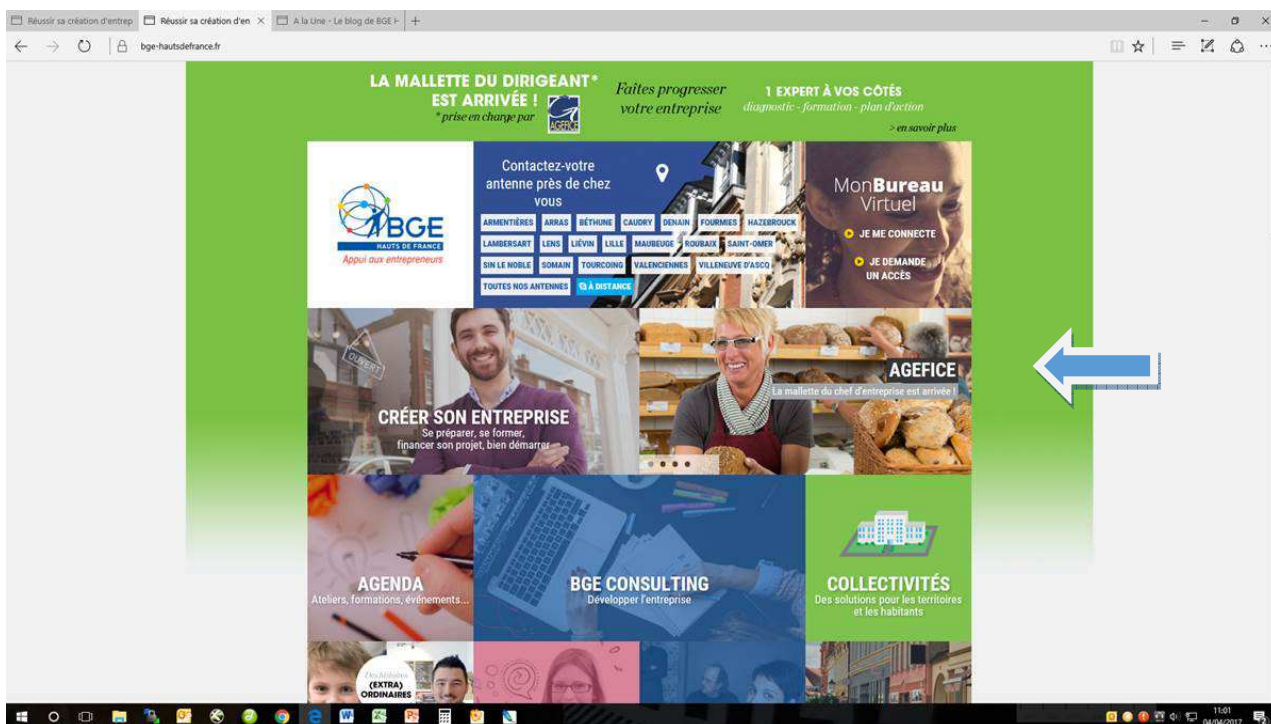 Réussir sa création d'entrep
Réussir sa création d'en
A la Une - Le blog de BGE H
bge-hautsdefrance.fr
LA MALLETTE DU DIRIGEANT*
EST ARRIVÉE !
* prise en charge par
AGEFICE
Faites progresser
votre entreprise
1 EXPERT À VOS CÔTÉS
diagnostic - formation - plan d'action
> en savoir plus
BGE
HAUTS DE FRANCE
Appui aux entrepreneurs
Contactez-votre
antenne près de chez
vous
ARMENTIÈRES ARRAS BÉTHUNE CAUDRY DENAIN FOURMIES HAZEBROUCK
LAMBERSART LENS LIÉVIN LILLE MAUBEUGE ROUBAIX SAINT-OMER
SIN LE NOBLE SOMAIN TOURCOING VALENCIENNES VILLENEUVE D'ASCQ
TOUTES NOS ANTENNES À DISTANCE
MonBureau
Virtuel
JE ME CONNECTE
JE DEMANDE
UN ACCÈS
OUVERT
CRÉER SON ENTREPRISE
Se préparer, se former,
financer son projet, bien démarrer
AGEFICE
La mallette du chef d'entreprise est arrivée !
AGENDA
Ateliers, formations, événements...
BGE CONSULTING
Développer l'entreprise
COLLECTIVITÉS
Des solutions pour les territoires
et les habitants
Des histoires
(EXTRA)
ORDINAIRES
11:01
04/04/2017